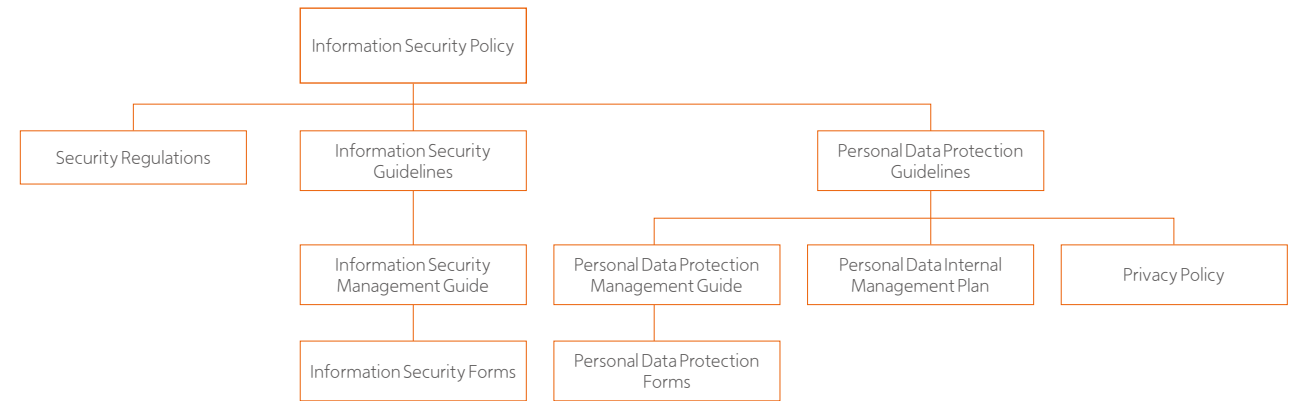 Information Security Policy
Security Regulations
Information Security
Guidelines
Personal Data Protection
Guidelines
Information Security
Management Guide
Personal Data Protection
Management Guide
Personal Data Internal
Management Plan
Privacy Policy
Information Security Forms
Personal Data Protection
Forms